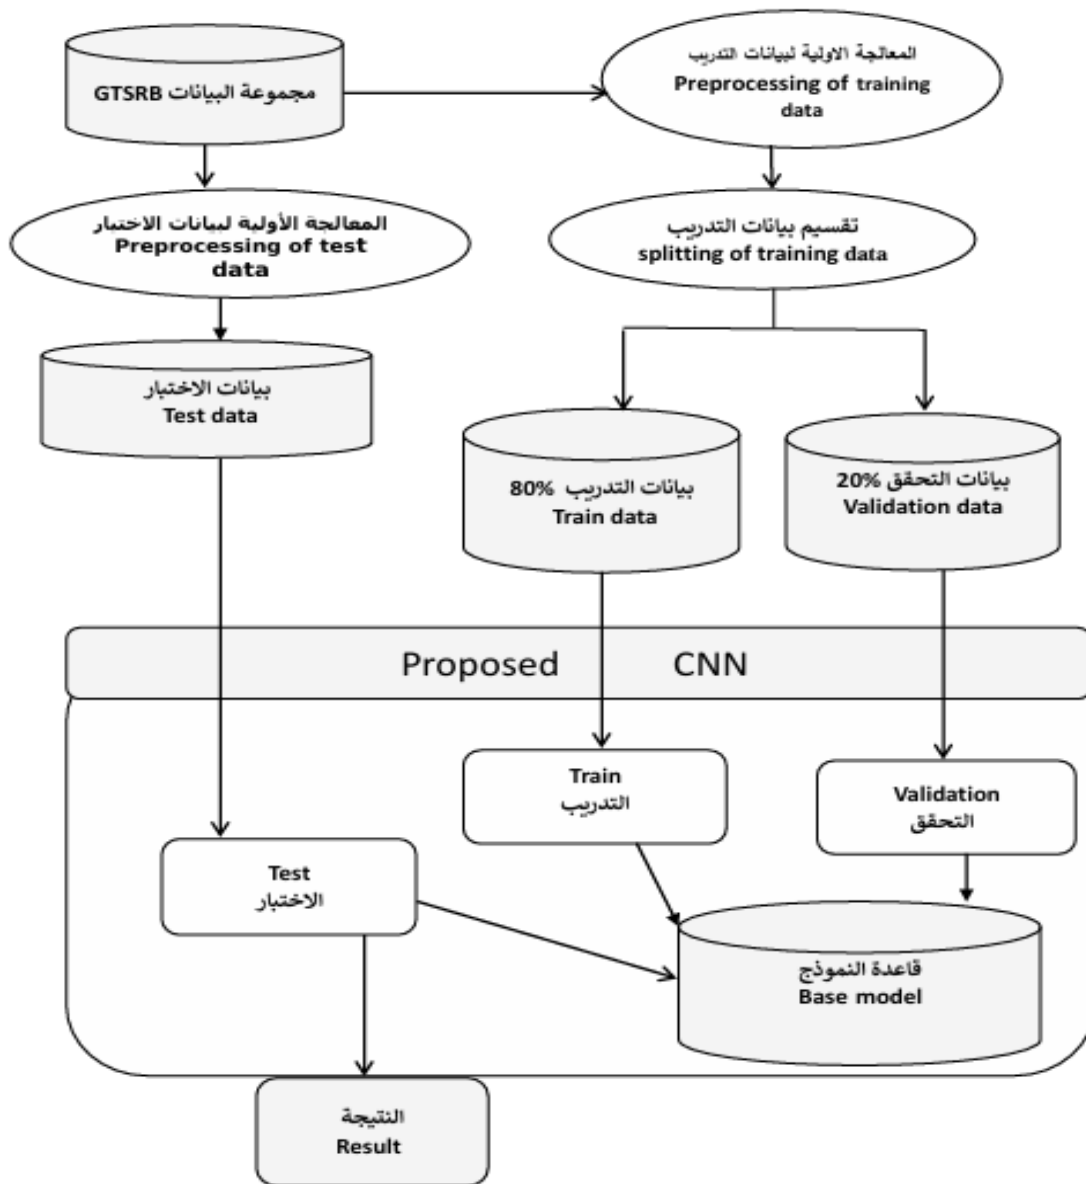 مجموعة البيانات GTSRB
المعالجة الاولية لبيانات التدريب
Preprocessing of training
data
المعالجة الأولية لبيانات الاختبار
Preprocessing of test
data
تقسيم بيانات التدريب
splitting of training data
بيانات الاختبار
Test data
بيانات التدريب 80%
Train data
بيانات التحقق 20%
Validation data
Proposed CNN
Train
التدريب
Validation
التحقق
Test
الاختبار
قاعدة النموذج
Base model
النتيجة
Result